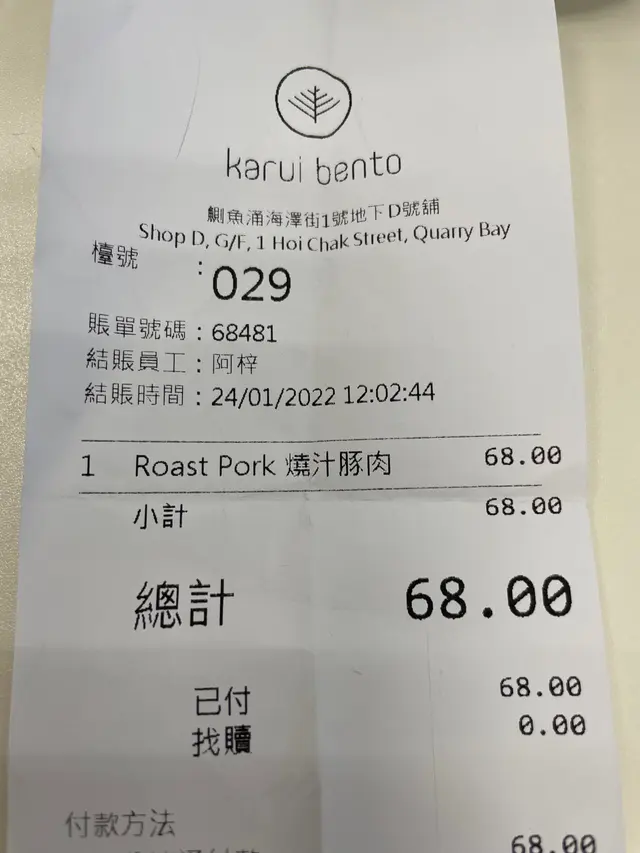 karui bento
鰂魚涌海澤街1號地下D號舖
Shop D, G/F, 1 Hoi Chak Street, Quarry Bay
檯號 : 029
賬單號碼 : 68481
結賬員工 : 阿梓
結賬時間 : 24/01/2022 12:02:44
1 Roast Pork 燒汁豚肉 68.00
小計 68.00
總計 68.00
已付 68.00
找贖 0.00
付款方法
68.00